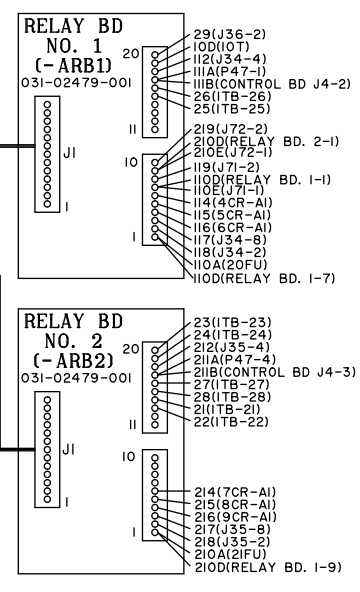 RELAY BD
NO. 1
(-ARB1)
031-02479-001
J1
1
20
11
10
1
29(J36-2)
10D(10T)
112(J34-4)
111A(P47-1)
111B(CONTROL BD J4-2)
26(1TB-26)
25(1TB-25)
219(J72-2)
210D(RELAY BD. 2-1)
210E(J72-1)
119(J71-2)
110D(RELAY BD. 1-1)
110E(J71-1)
114(4CR-A1)
115(5CR-A1)
116(6CR-A1)
117(J34-8)
118(J34-2)
110A(20FU)
110D(RELAY BD. 1-7)
RELAY BD
NO. 2
(-ARB2)
031-02479-001
J1
1
20
11
10
1
23(1TB-23)
24(1TB-24)
212(J35-4)
211A(P47-4)
211B(CONTROL BD J4-3)
27(1TB-27)
28(1TB-28)
21(1TB-21)
22(1TB-22)
214(7CR-A1)
215(8CR-A1)
216(9CR-A1)
217(J35-8)
218(J35-2)
210A(21FU)
210D(RELAY BD. 1-9)